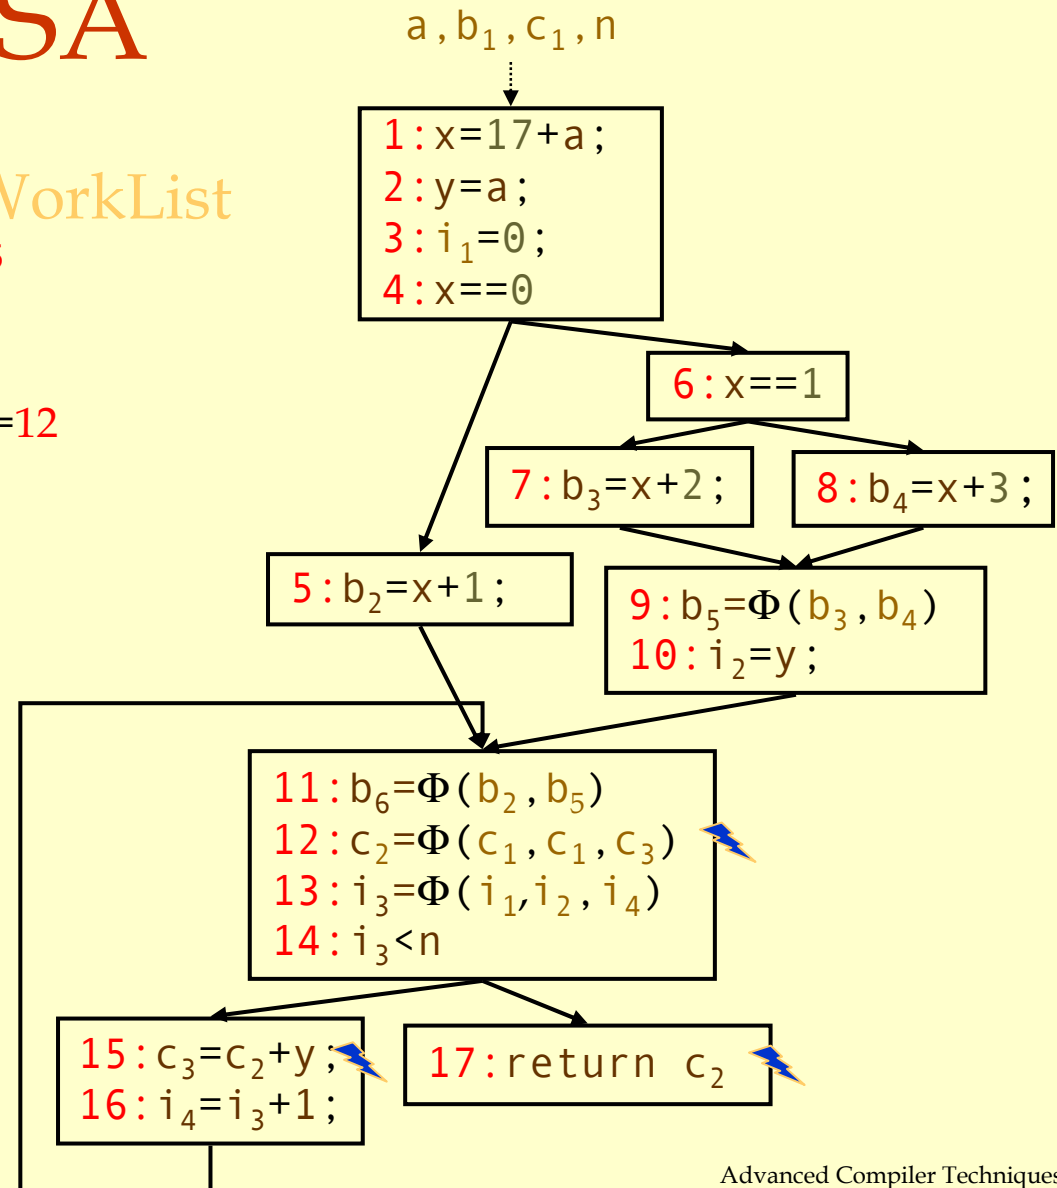 SA
a,b₁,c₁,n
1:x=17+a;
2:y=a;
3:i₁=0;
4:x==0
WorkList
=12
6:x==1
7:b₃=x+2;
8:b₄=x+3;
5:b₂=x+1;
9:b₅=Φ(b₃,b₄)
10:i₂=y;
11:b₆=Φ(b₂,b₅)
12:c₂=Φ(c₁,c₁,c₃)
13:i₃=Φ(i₁,i₂,i₄)
14:i₃<n
15:c₃=c₂+y;
16:i₄=i₃+1;
17:return c₂
Advanced Compiler Techniques